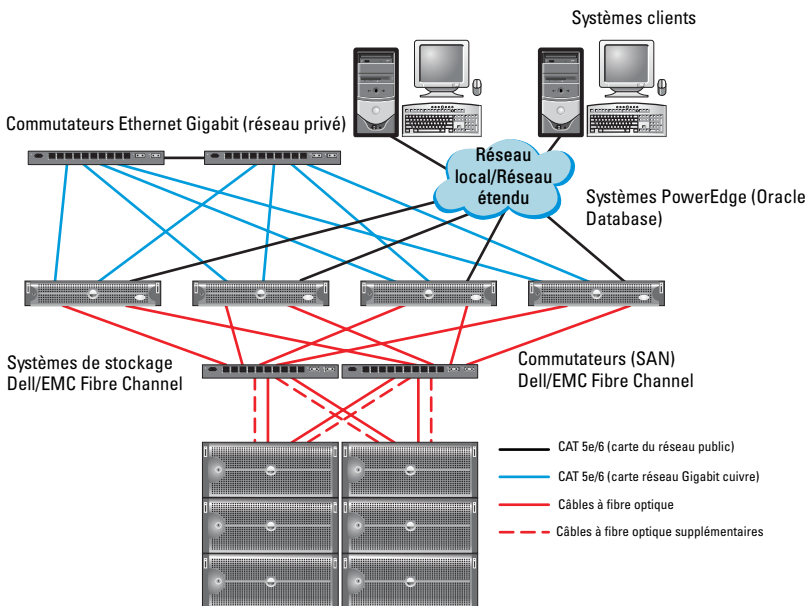 Systèmes clients
Commutateurs Ethernet Gigabit (réseau privé)
Réseau
local/Réseau
étendu
Systèmes PowerEdge (Oracle
Database)
Systèmes de stockage
Dell/EMC Fibre Channel
Commutateurs (SAN)
Dell/EMC Fibre Channel
CAT 5e/6 (carte du réseau public)
CAT 5e/6 (carte réseau Gigabit cuivre)
Câbles à fibre optique
Câbles à fibre optique supplémentaires